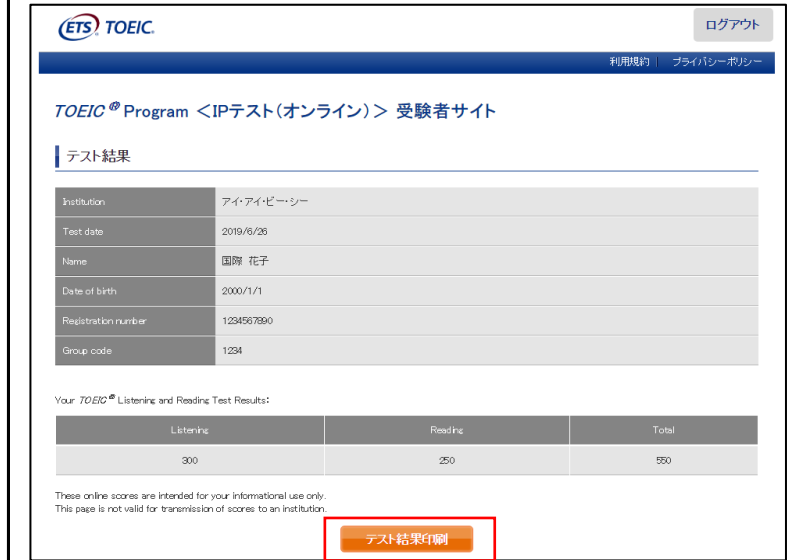 ETS TOEIC.
ログアウト
利用規約 | プライバシーポリシー
TOEIC® Program <IPテスト(オンライン)> 受験者サイト
テスト結果
Institution アイ・アイ・ビー・シー
Test date 2019/6/26
Name 国際 花子
Date of birth 2000/1/1
Registration number 1234567890
Group code 1234
Your TOEIC® Listening and Reading Test Results:
Listening Reading Total
300 250 550
These online scores are intended for your informational use only.
This page is not valid for transmission of scores to an institution.
テスト結果印刷